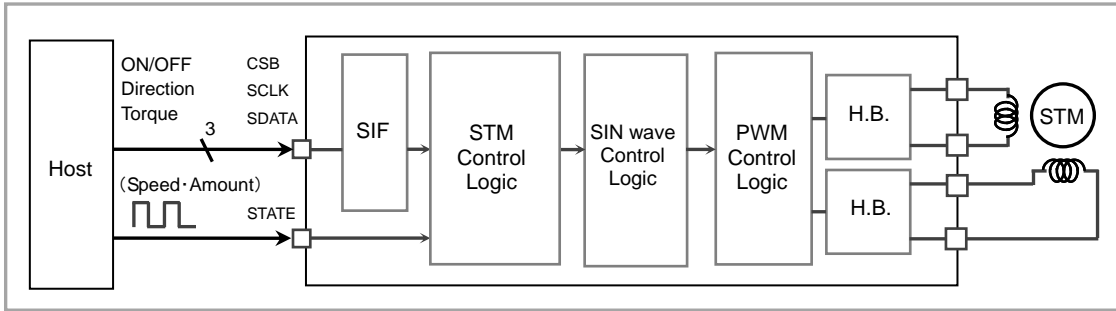 Host
ON/OFF
Direction
Torque
3
(Speed・Amount)
CSB
SCLK
SDATA
STATE
SIF
STM
Control
Logic
SIN wave
Control
Logic
PWM
Control
Logic
H.B.
H.B.
STM